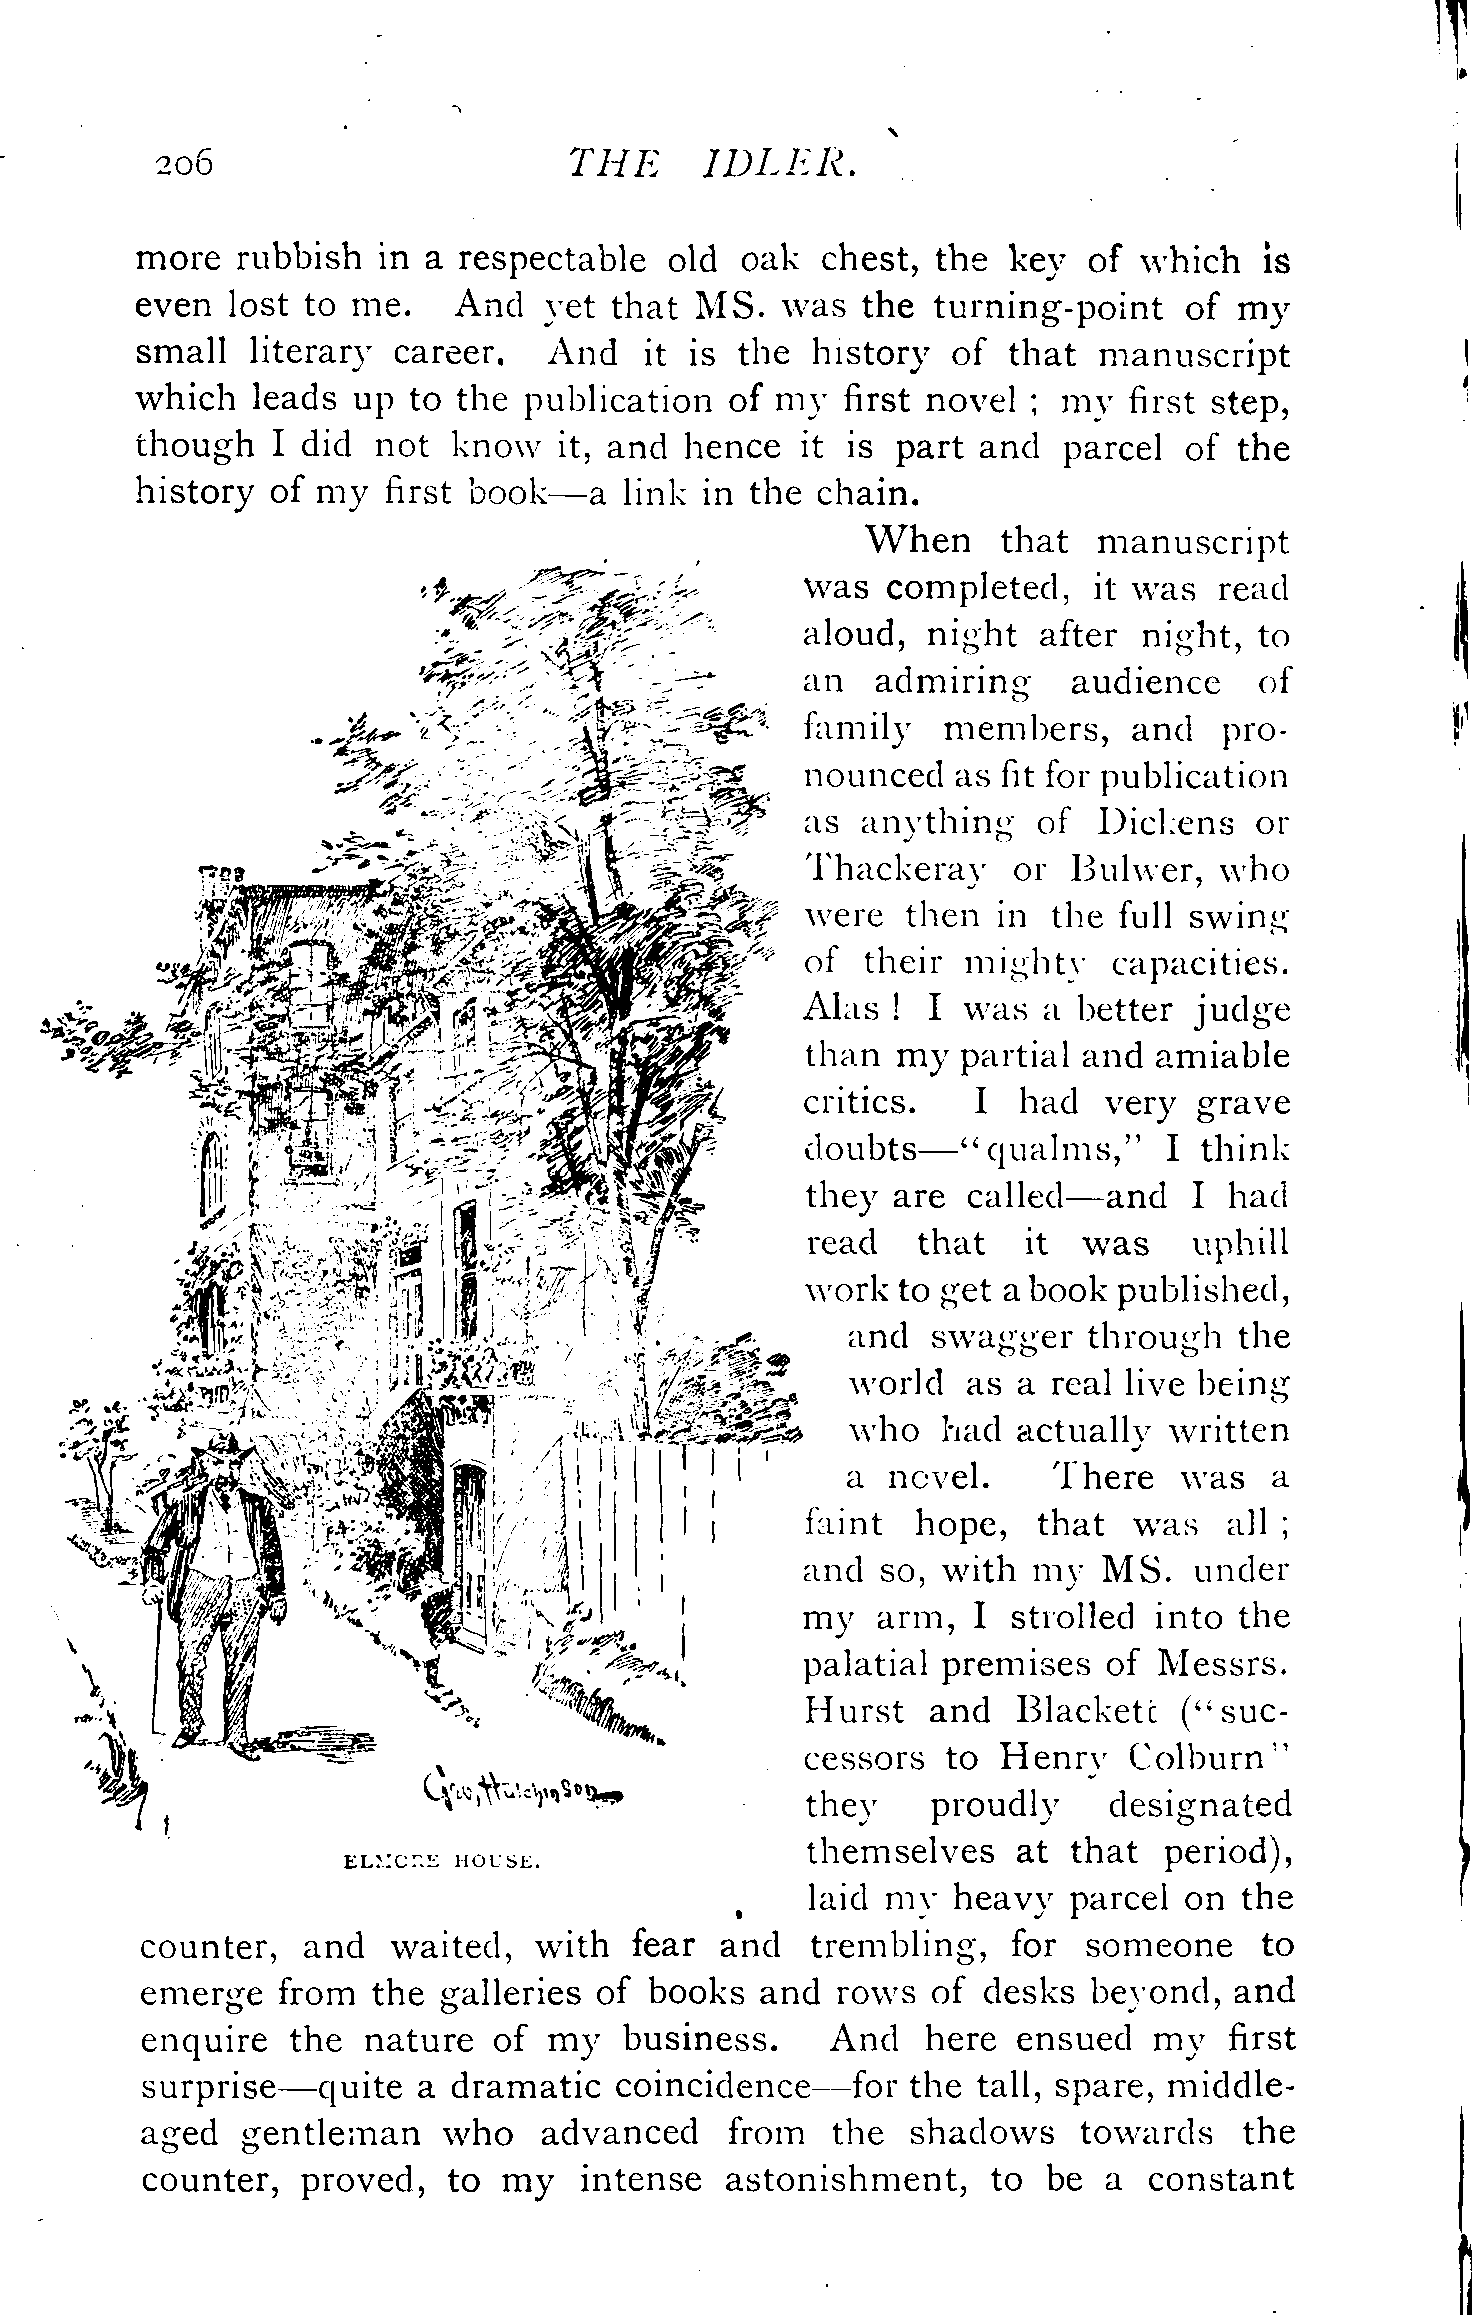 206 THE IDLER.
more rubbish in a respectable old oak chest, the key of which is
even lost to me. And yet that MS. was the turning-point of my
small literary career. And it is the history of that manuscript
which leads up to the publication of my first novel ; my first step,
though I did not know it, and hence it is part and parcel of the
history of my first book—a link in the chain.
When that manuscript
was completed, it was read
aloud, night after night, to
an admiring audience of
family members, and pro-
nounced as fit for publication
as anything of Dickens or
Thackeray or Bulwer, who
were then in the full swing
of their mighty capacities.
Alas ! I was a better judge
than my partial and amiable
critics. I had very grave
doubts—“qualms,” I think
they are called—and I had
read that it was uphill
work to get a book published,
and swagger through the
world as a real live being
who had actually written
a novel. There was a
faint hope, that was all ;
and so, with my MS. under
my arm, I strolled into the
palatial premises of Messrs.
Hurst and Blackett (“suc-
cessors to Henry Colburn”
they proudly designated
themselves at that period),
laid my heavy parcel on the
Geo. Hutchinson
ELMORE HOUSE.
counter, and waited, with fear and trembling, for someone to
emerge from the galleries of books and rows of desks beyond, and
enquire the nature of my business. And here ensued my first
surprise—quite a dramatic coincidence—for the tall, spare, middle-
aged gentleman who advanced from the shadows towards the
counter, proved, to my intense astonishment, to be a constant